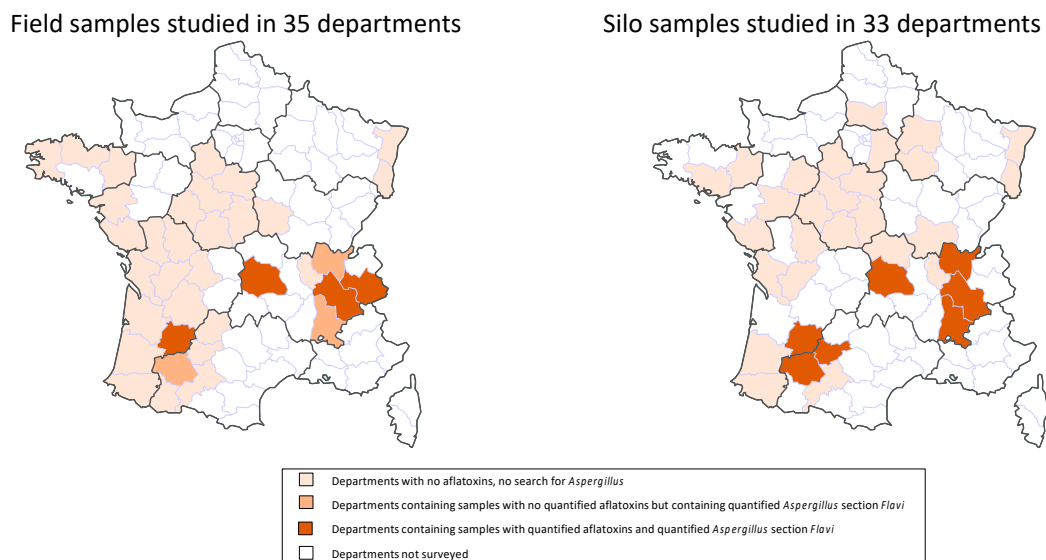 Field samples studied in 35 departments
Silo samples studied in 33 departments
Departments with no aflatoxins, no search for Aspergillus
Departments containing samples with no quantified aflatoxins but containing quantified Aspergillus section Flavi
Departments containing samples with quantified aflatoxins and quantified Aspergillus section Flavi
Departments not surveyed